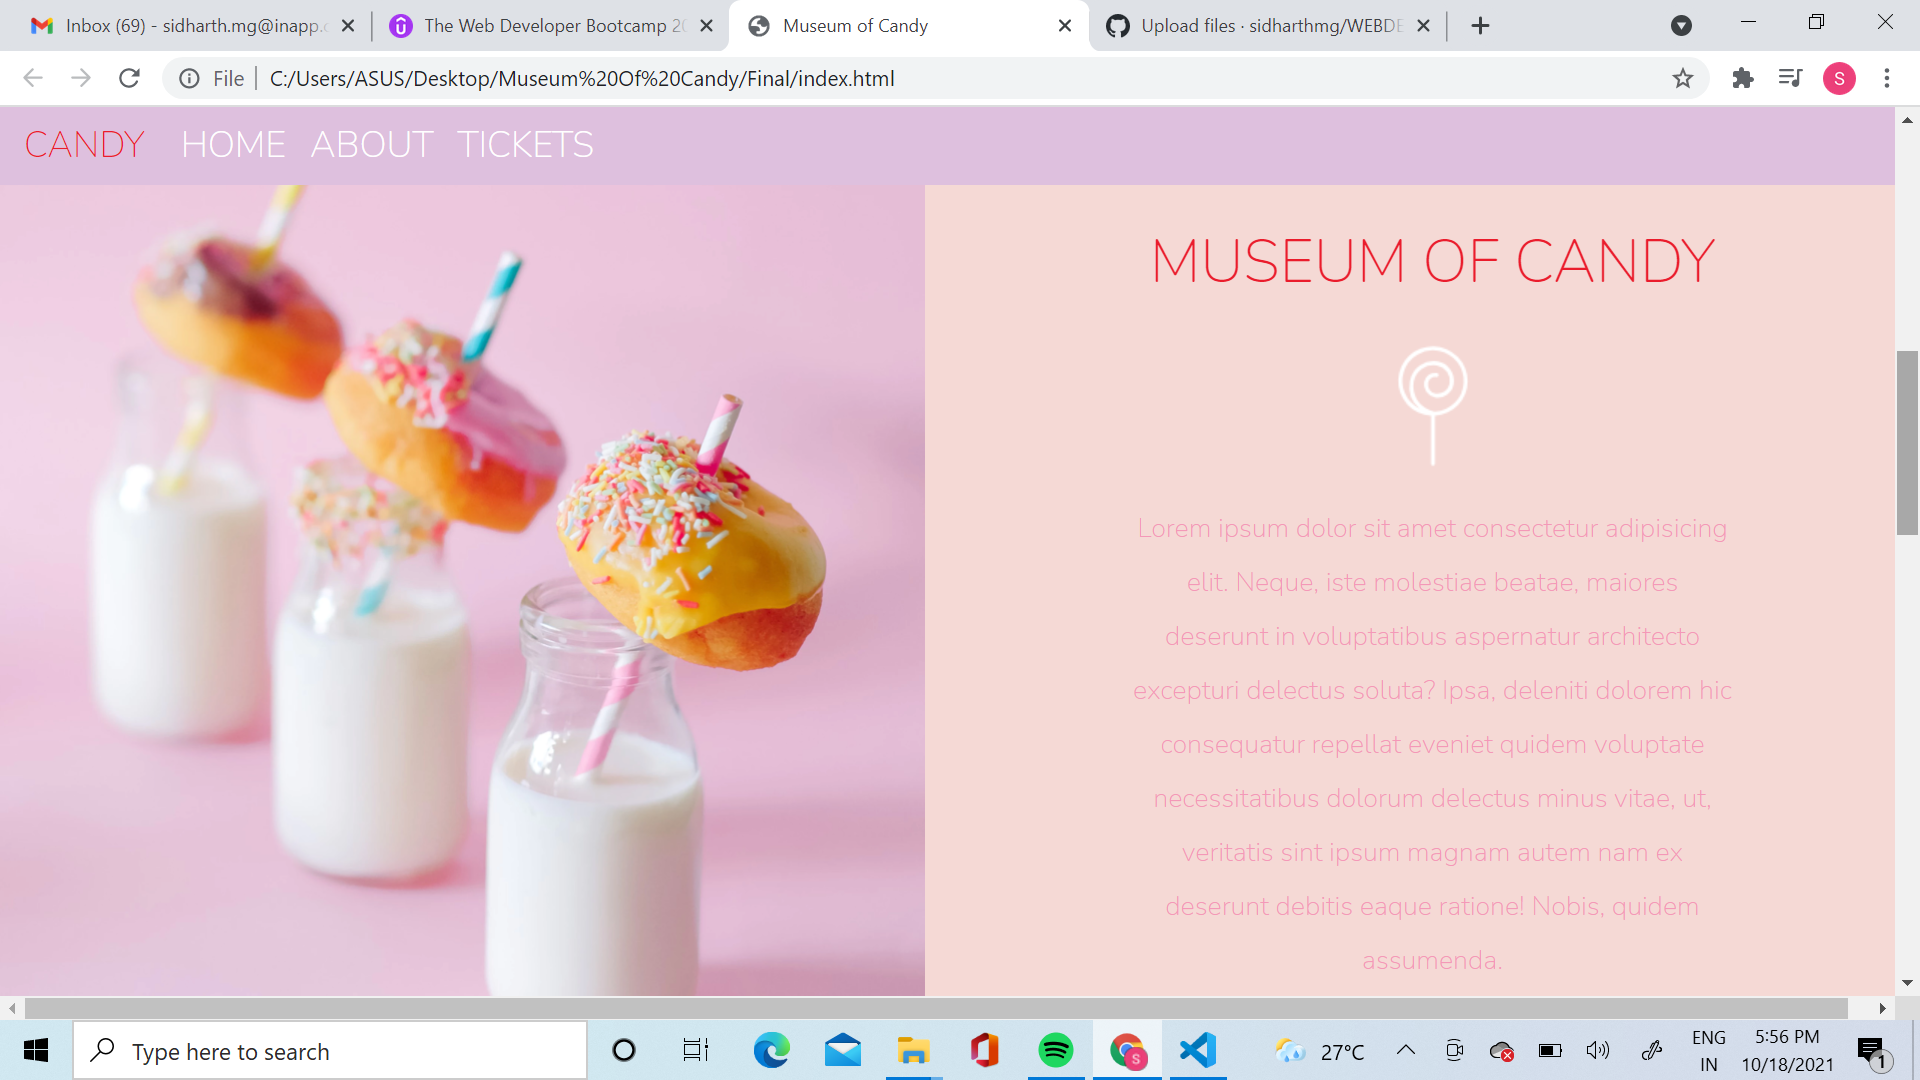 Inbox (69) - sidharth.mg@inapp.c
The Web Developer Bootcamp 20
Museum of Candy
Upload files · sidharthmg/WEBDE
File
C:/Users/ASUS/Desktop/Museum%20Of%20Candy/Final/index.html
S
CANDY HOME ABOUT TICKETS
MUSEUM OF CANDY
Lorem ipsum dolor sit amet consectetur adipisicing
elit. Neque, iste molestiae beatae, maiores
deserunt in voluptatibus aspernatur architecto
excepturi delectus soluta? Ipsa, deleniti dolorem hic
consequatur repellat eveniet quidem voluptate
necessitatibus dolorum delectus minus vitae, ut,
veritatis sint ipsum magnam autem nam ex
deserunt debitis eaque ratione! Nobis, quidem
assumenda.
Type here to search
S
27°C
ENG
IN
5:56 PM
10/18/2021
1